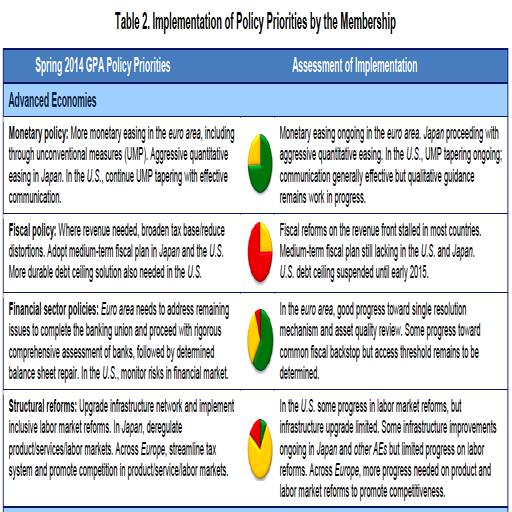 Table 2. Implementation of Policy Priorities by the Membership
Spring 2014 GPA Policy Priorities
Assessment of Implementation
Advanced Economies
Monetary policy: More monetary easing in the euro area, including
through unconventional measures (UMP). Aggressive quantitative
easing in Japan. In the U.S., continue UMP tapering with effective
communication.
Monetary easing ongoing in the euro area. Japan proceeding with
aggressive quantitative easing. In the U.S., UMP tapering ongoing;
communication generally effective but qualitative guidance
remains work in progress.
Fiscal policy: Where revenue needed, broaden tax base/reduce
distortions. Adopt medium-term fiscal plan in Japan and the U.S.
More durable debt ceiling solution also needed in the U.S.
Fiscal reforms on the revenue front stalled in most countries.
Medium-term fiscal plan still lacking in the U.S. and Japan.
U.S. debt ceiling suspended until early 2015.
Financial sector policies: Euro area needs to address remaining
issues to complete the banking union and proceed with rigorous
comprehensive assessment of banks, followed by determined
balance sheet repair. In the U.S., monitor risks in financial market.
In the euro area, good progress toward single resolution
mechanism and asset quality review. Some progress toward
common fiscal backstop but access threshold remains to be
determined.
Structural reforms: Upgrade infrastructure network and implement
inclusive labor market reforms. In Japan, deregulate
product/services/labor markets. Across Europe, streamline tax
system and promote competition in product/service/labor markets.
In the U.S. some progress in labor market reforms, but
infrastructure upgrade limited. Some infrastructure improvements
ongoing in Japan and other AEs but limited progress on labor
reforms. Across Europe, more progress needed on product and
labor market reforms to promote competitiveness.